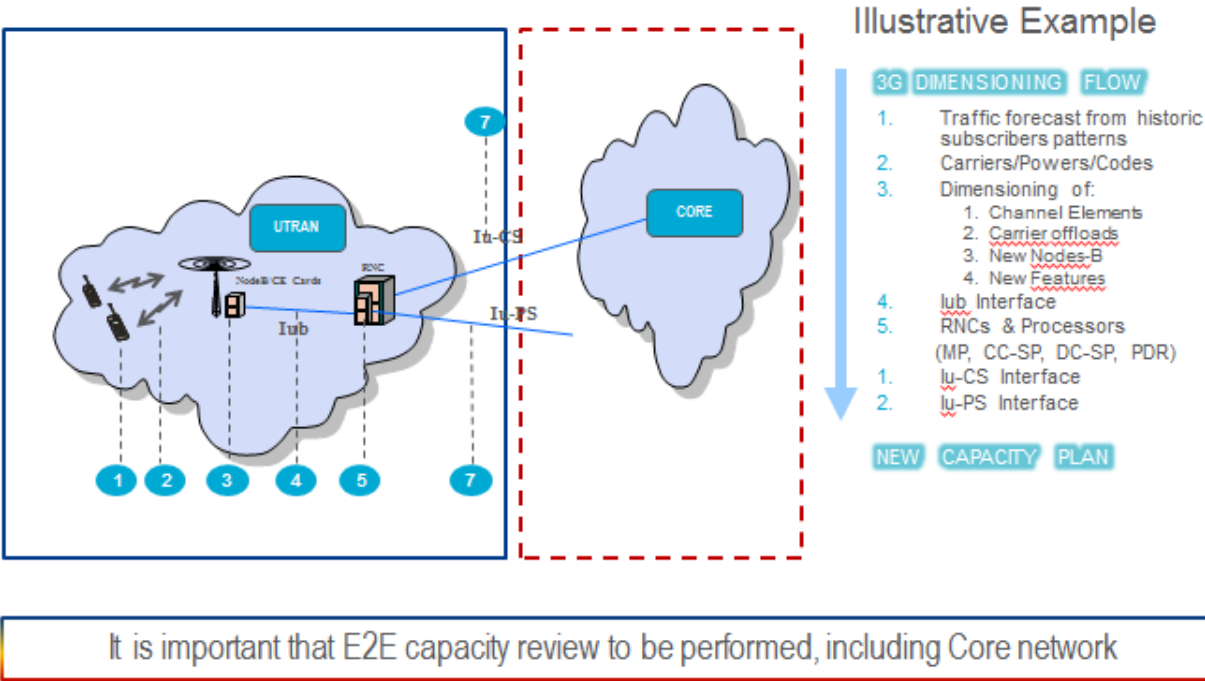 Illustrative Example
7
UTRAN
CORE
Iu-CS
RNC
NodeB/CE Cards
Iu-PS
Iub
1
2
3
4
5
7
3G DIMENSIONING FLOW
1. Traffic forecast from historic
subscribers patterns
2. Carriers/Powers/Codes
3. Dimensioning of:
1. Channel Elements
2. Carrier offloads
3. New Nodes-B
4. New Features
4. Iub Interface
5. RNCs & Processors
(MP, CC-SP, DC-SP, PDR)
1. Iu-CS Interface
2. Iu-PS Interface
NEW CAPACITY PLAN
It is important that E2E capacity review to be performed, including Core network